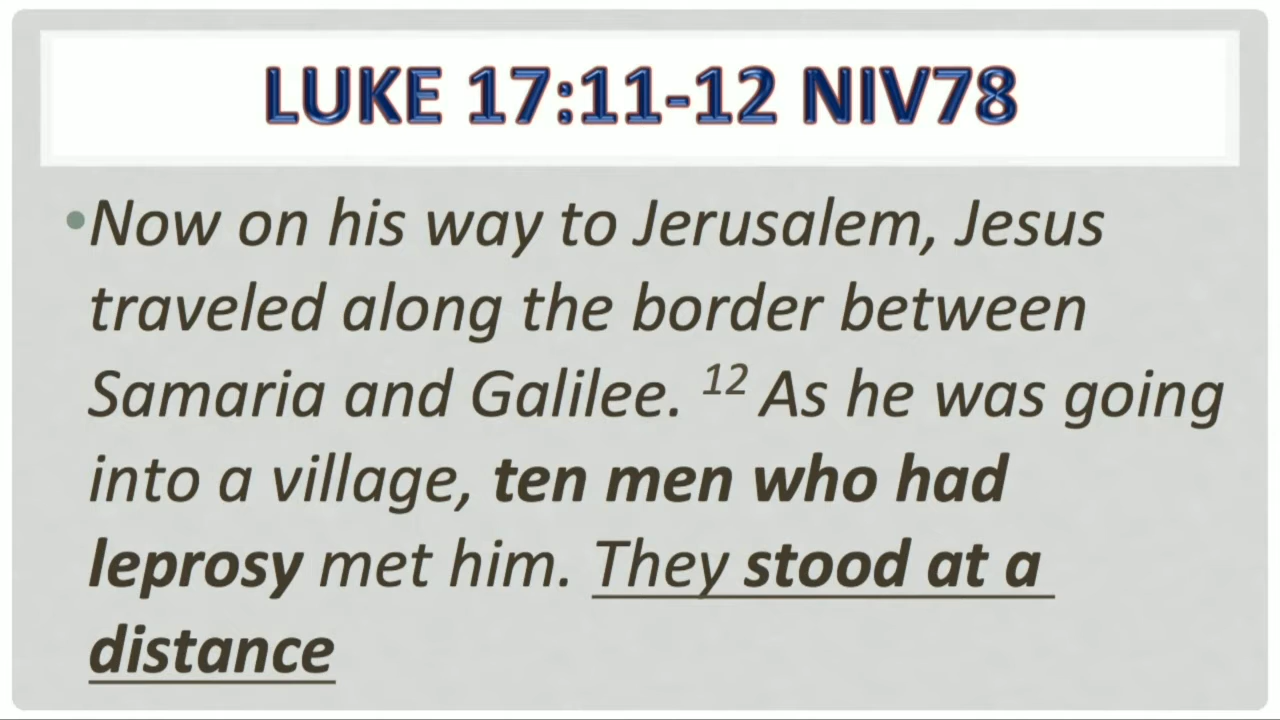 LUKE 17:11-12 NIV78
•Now on his way to Jerusalem, Jesus
traveled along the border between
Samaria and Galilee. 12 As he was going
into a village, ten men who had
leprosy met him. They stood at a
distance